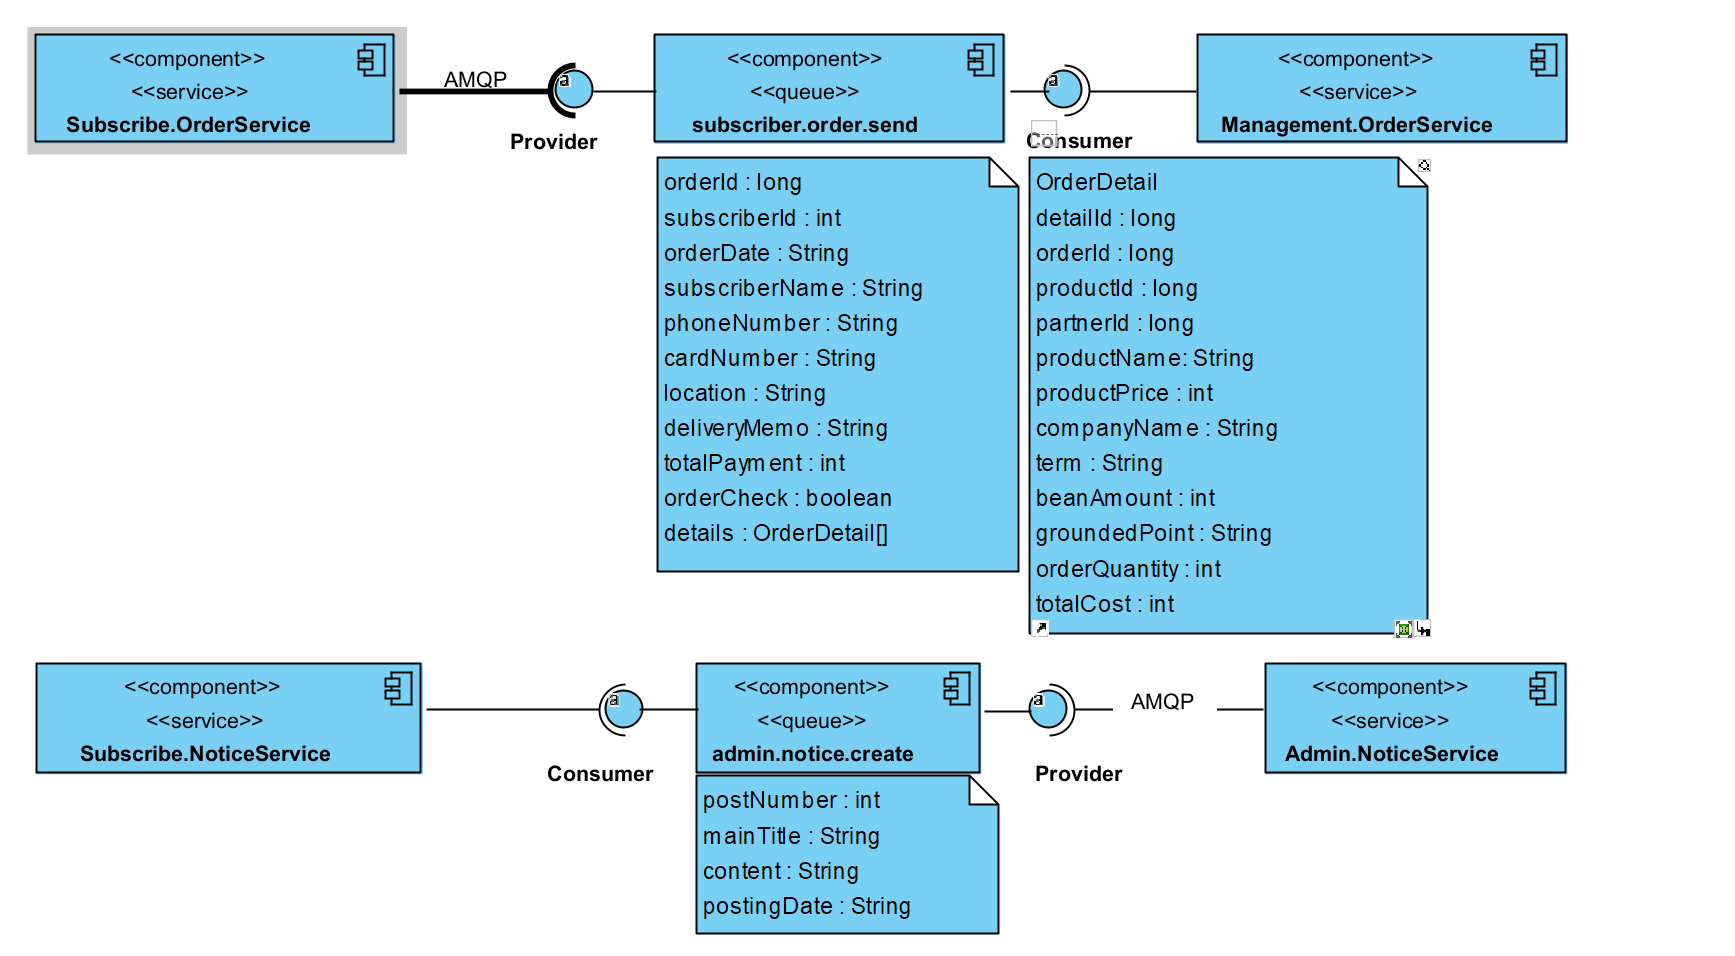 <<component>>
<<service>>
Subscribe.OrderService
AMQP
Provider
<<component>>
<<queue>>
subscriber.order.send
a
a
Consumer
<<component>>
<<service>>
Management.OrderService
orderId : long
subscriberId : int
orderDate : String
subscriberName : String
phoneNumber : String
cardNumber : String
location : String
deliveryMemo : String
totalPayment : int
orderCheck : boolean
details : OrderDetail[]
OrderDetail
detailId : long
orderId : long
productId : long
partnerId : long
productName: String
productPrice : int
companyName : String
term : String
beanAmount : int
groundedPoint : String
orderQuantity : int
totalCost : int
<<component>>
<<service>>
Subscribe.NoticeService
a
Consumer
<<component>>
<<queue>>
admin.notice.create
a
Provider
AMQP
<<component>>
<<service>>
Admin.NoticeService
postNumber : int
mainTitle : String
content : String
postingDate : String